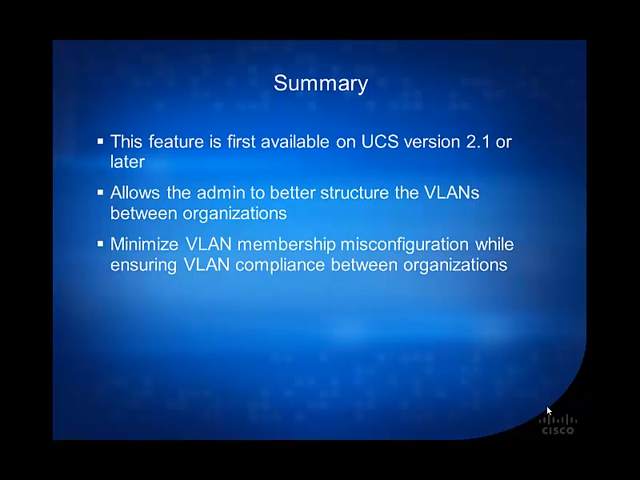 Summary
▪ This feature is first available on UCS version 2.1 or
later
▪ Allows the admin to better structure the VLANs
between organizations
▪ Minimize VLAN membership misconfiguration while
ensuring VLAN compliance between organizations
CISCO